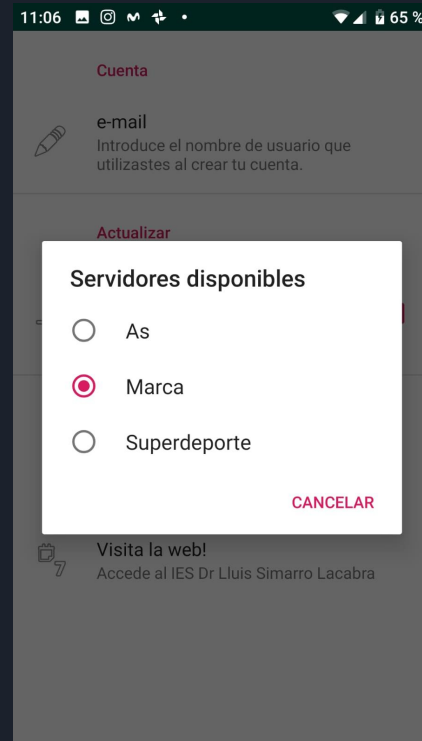 11:06 65 %
Cuenta
e-mail
Introduce el nombre de usuario que
utilizastes al crear tu cuenta.
Actualizar
Servidores disponibles
As
Marca
Superdeporte
CANCELAR
Visita la web!
Accede al IES Dr Lluis Simarro Lacabra